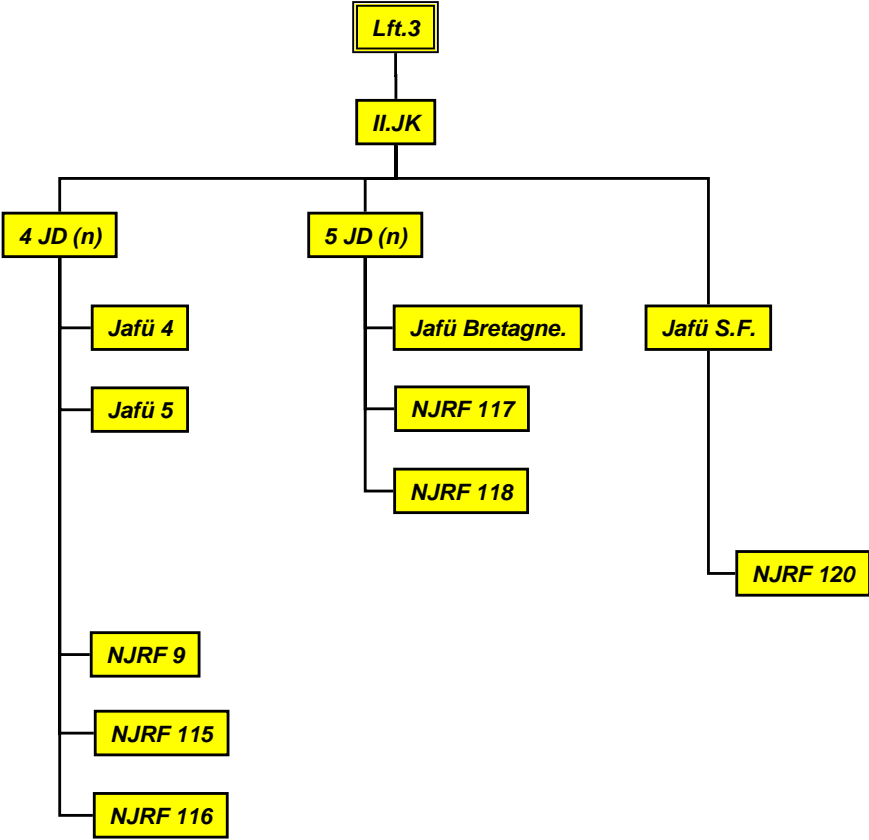 Lft.3
II.JK
4 JD (n)
5 JD (n)
Jafü 4
Jafü Bretagne.
Jafü S.F.
Jafü 5
NJRF 117
NJRF 118
NJRF 120
NJRF 9
NJRF 115
NJRF 116